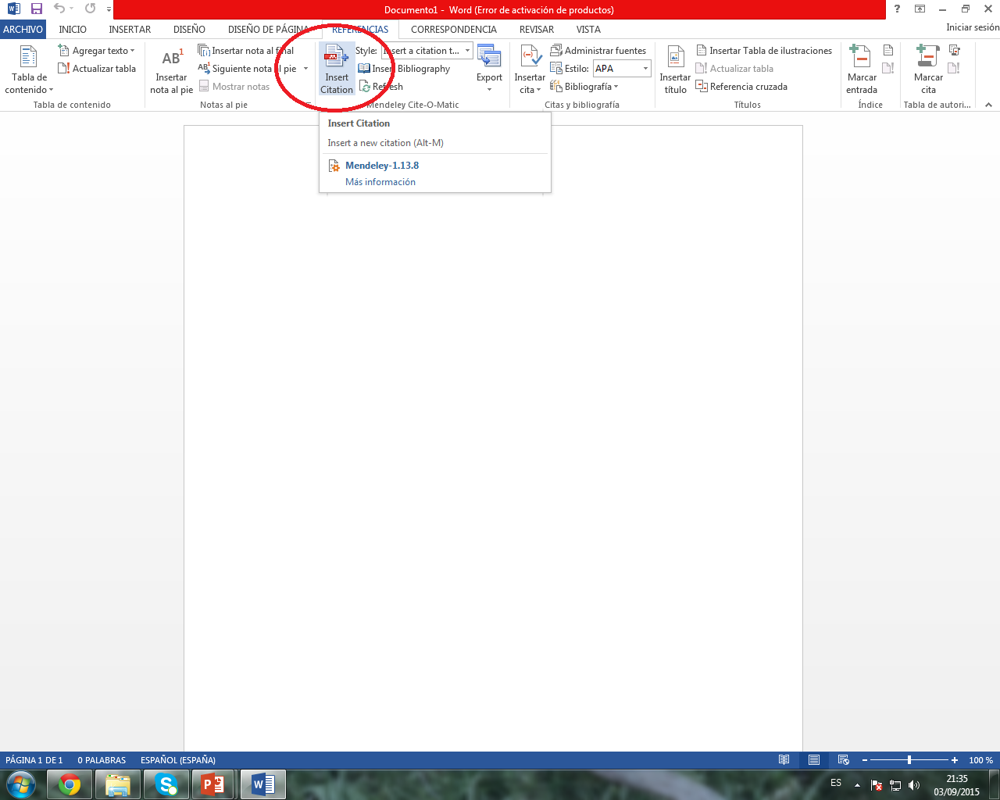 Documento1 - Word (Error de activación de productos)
?
ARCHIVO INICIO INSERTAR DISEÑO DISEÑO DE PÁGINA REFERENCIAS CORRESPONDENCIA REVISAR VISTA Iniciar sesión
Tabla de
contenido
Agregar texto
Actualizar tabla
Tabla de contenido
AB1
Insertar
nota al pie
Insertar nota al final
Siguiente nota al pie
Mostrar notas
Notas al pie
Insert
Citation
Style: Insert a citation t...
Insert Bibliography
Refresh
Export
Mendeley Cite-O-Matic
Insertar
cita
Administrar fuentes
Estilo: APA
Bibliografía
Citas y bibliografía
Insertar
título
Insertar Tabla de ilustraciones
Actualizar tabla
Referencia cruzada
Títulos
Marcar
entrada
Índice
Marcar
cita
Tabla de autori...
Insert Citation
Insert a new citation (Alt-M)
Mendeley-1.13.8
Más información
PÁGINA 1 DE 1 0 PALABRAS ESPAÑOL (ESPAÑA) 100 %
ES
21:35
03/09/2015